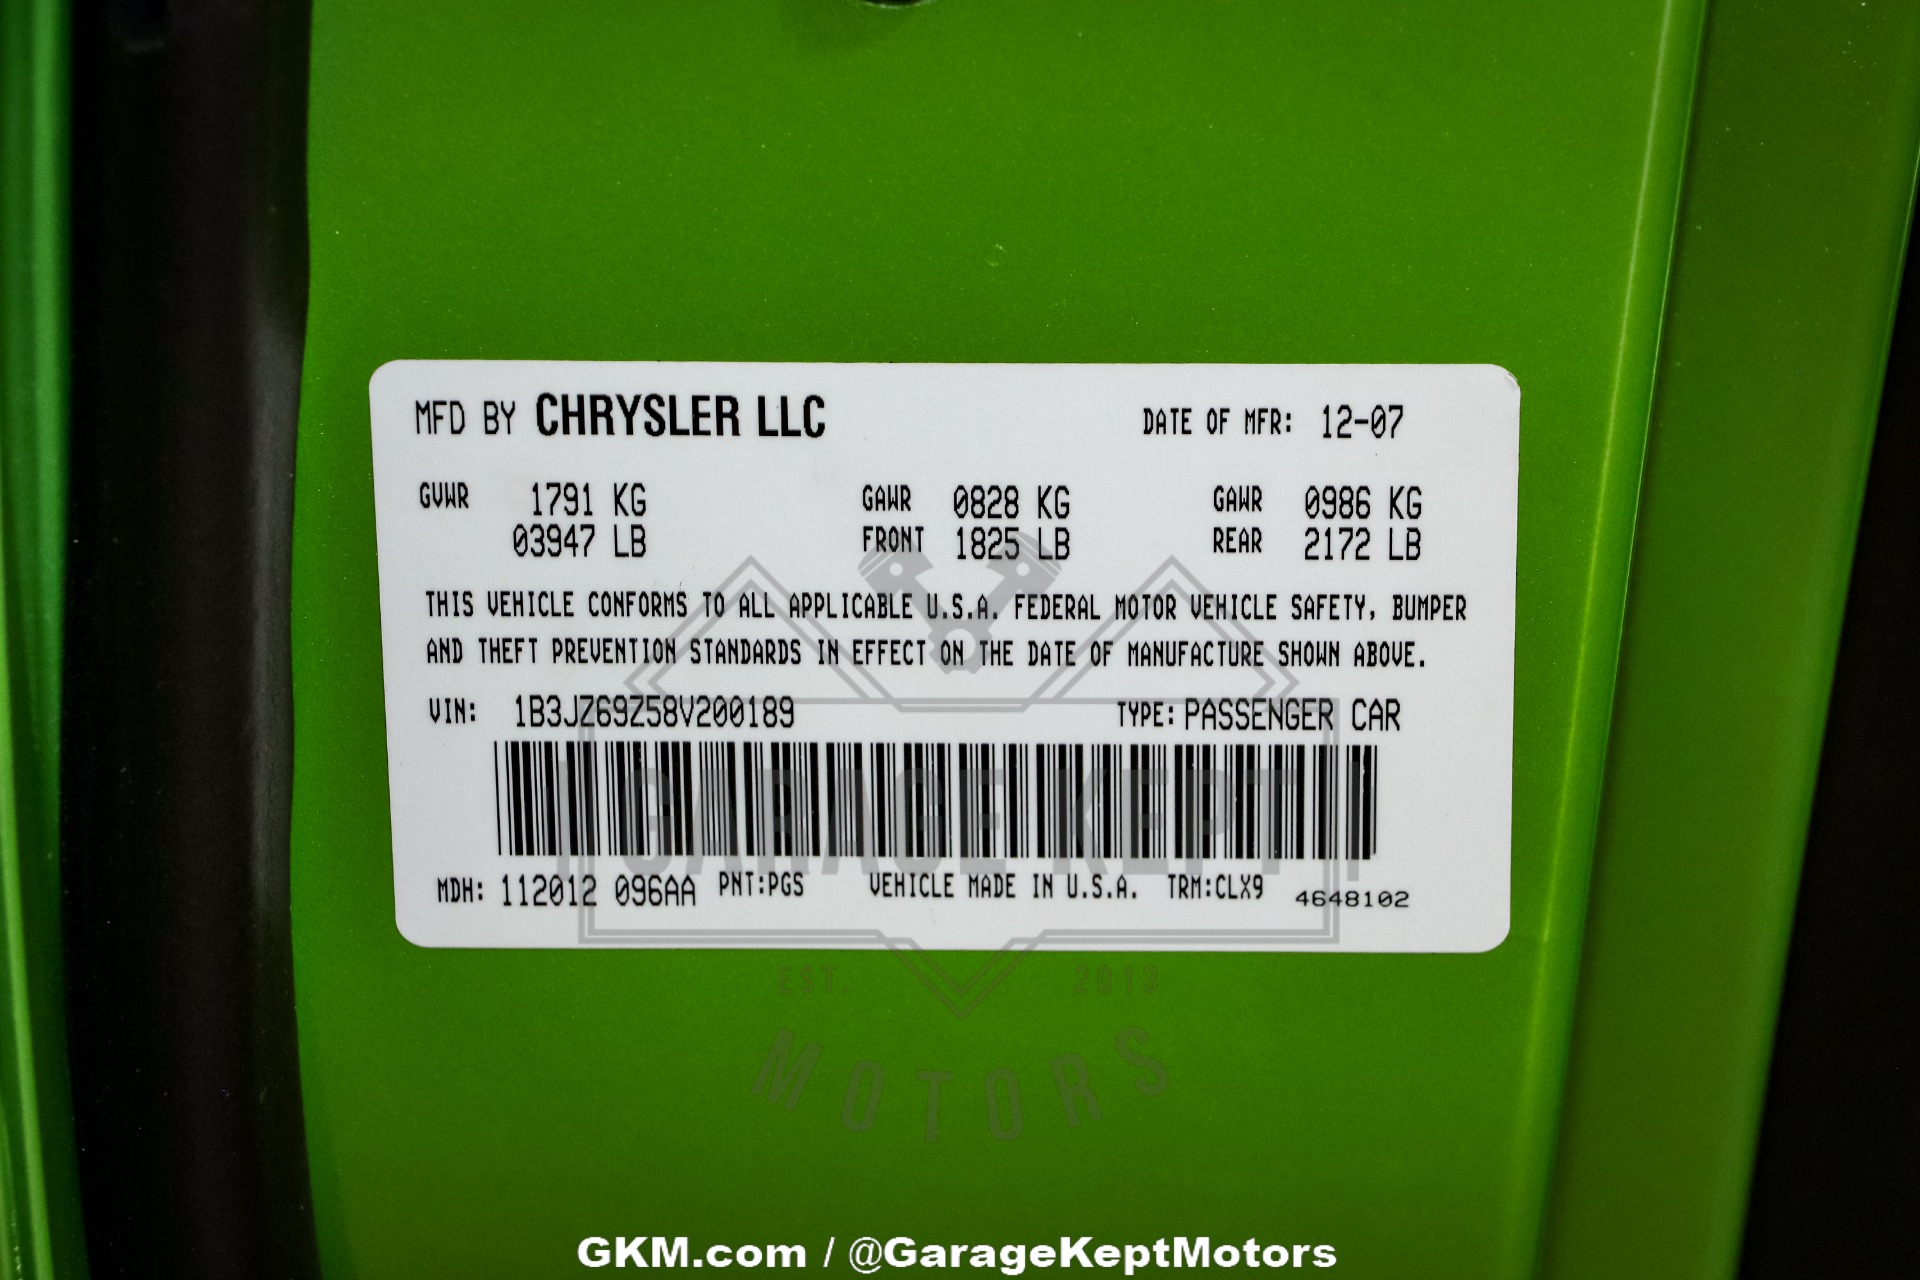 MFD BY CHRYSLER LLC DATE OF MFR: 12-07
GVWR 1791 KG GAWR 0828 KG GAWR 0986 KG
03947 LB FRONT 1825 LB REAR 2172 LB
THIS VEHICLE CONFORMS TO ALL APPLICABLE U.S.A. FEDERAL MOTOR VEHICLE SAFETY, BUMPER
AND THEFT PREVENTION STANDARDS IN EFFECT ON THE DATE OF MANUFACTURE SHOWN ABOVE.
VIN: 1B3JZ69Z58V200189 TYPE: PASSENGER CAR
GARAGE KEPT
MDH: 112012 096AA PNT:PGS VEHICLE MADE IN U.S.A. TRM:CLX9 4648102
EST. 2013
MOTORS
GKM.com / @GarageKeptMotors